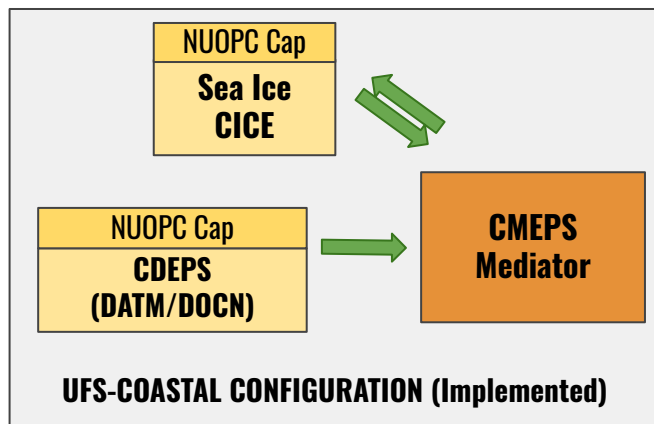 NUOPC Cap
Sea Ice
CICE
NUOPC Cap
CDEPS
(DATM/DOCN)
CMEPS
Mediator
UFS-COASTAL CONFIGURATION (Implemented)